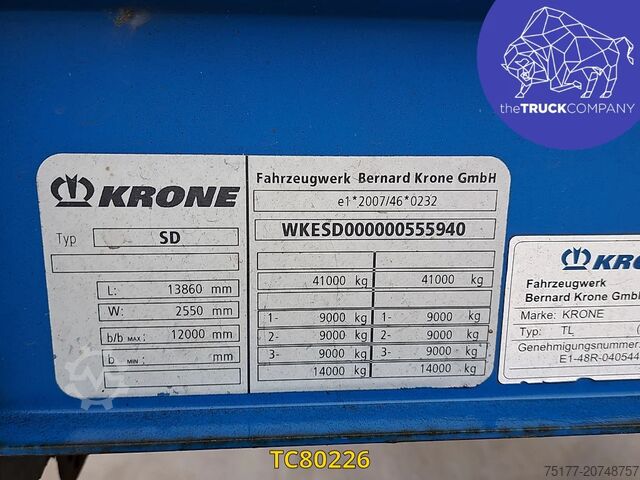 theTRUCKCOMPANY
KRONE
Fahrzeugwerk Bernard Krone GmbH
e1*2007/46*0232
Typ SD
WKESD000000555940
41000 kg 41000 kg
L: 13860 mm
W: 2550 mm
b/b MAX: 12000 mm
b MIN: mm
1- 9000 kg 1- 9000 kg
2- 9000 kg 2- 9000 kg
3- 9000 kg 3- 9000 kg
14000 kg 14000 kg
KRONE
Fahrzeugwerk
Bernard Krone GmbH
Marke: KRONE
Typ: TL (
Genehmigungsnummer:
E1-48R-040544
TC80226
75177-20748757